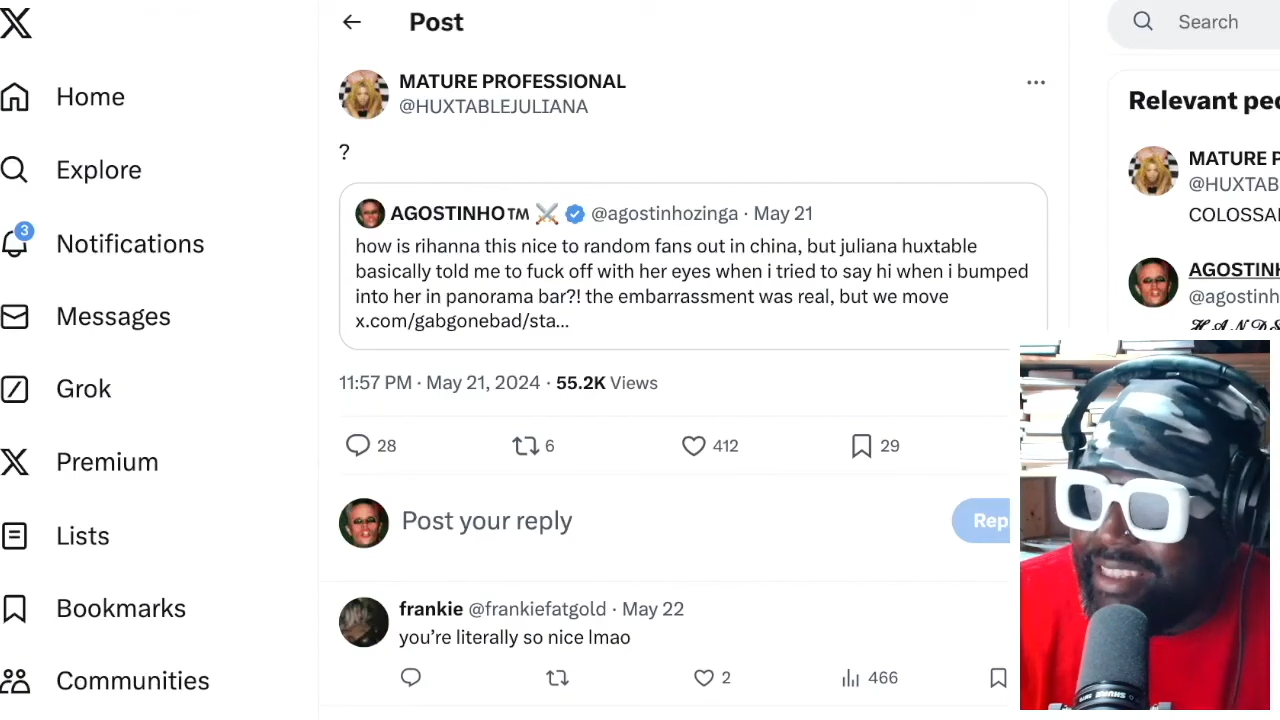 Post
Search
MATURE PROFESSIONAL
@HUXTABLEJULIANA
Home
Explore
Notifications
3
Messages
Grok
Premium
Lists
Bookmarks
Communities
?
AGOSTINHO™ ⚔️ @agostinhozinga · May 21
how is rihanna this nice to random fans out in china, but juliana huxtable
basically told me to fuck off with her eyes when i tried to say hi when i bumped
into her in panorama bar?! the embarrassment was real, but we move
x.com/gabgonebad/sta...
11:57 PM · May 21, 2024 · 55.2K Views
28 6 412 29
Post your reply
Rep
frankie @frankiefatgold · May 22
you're literally so nice lmao
2 466
Relevant peo
MATURE P
@HUXTAB
COLOSSA
AGOSTINH
@agostinh
𝓗𝓐𝓝𝓓𝓢
SHURE